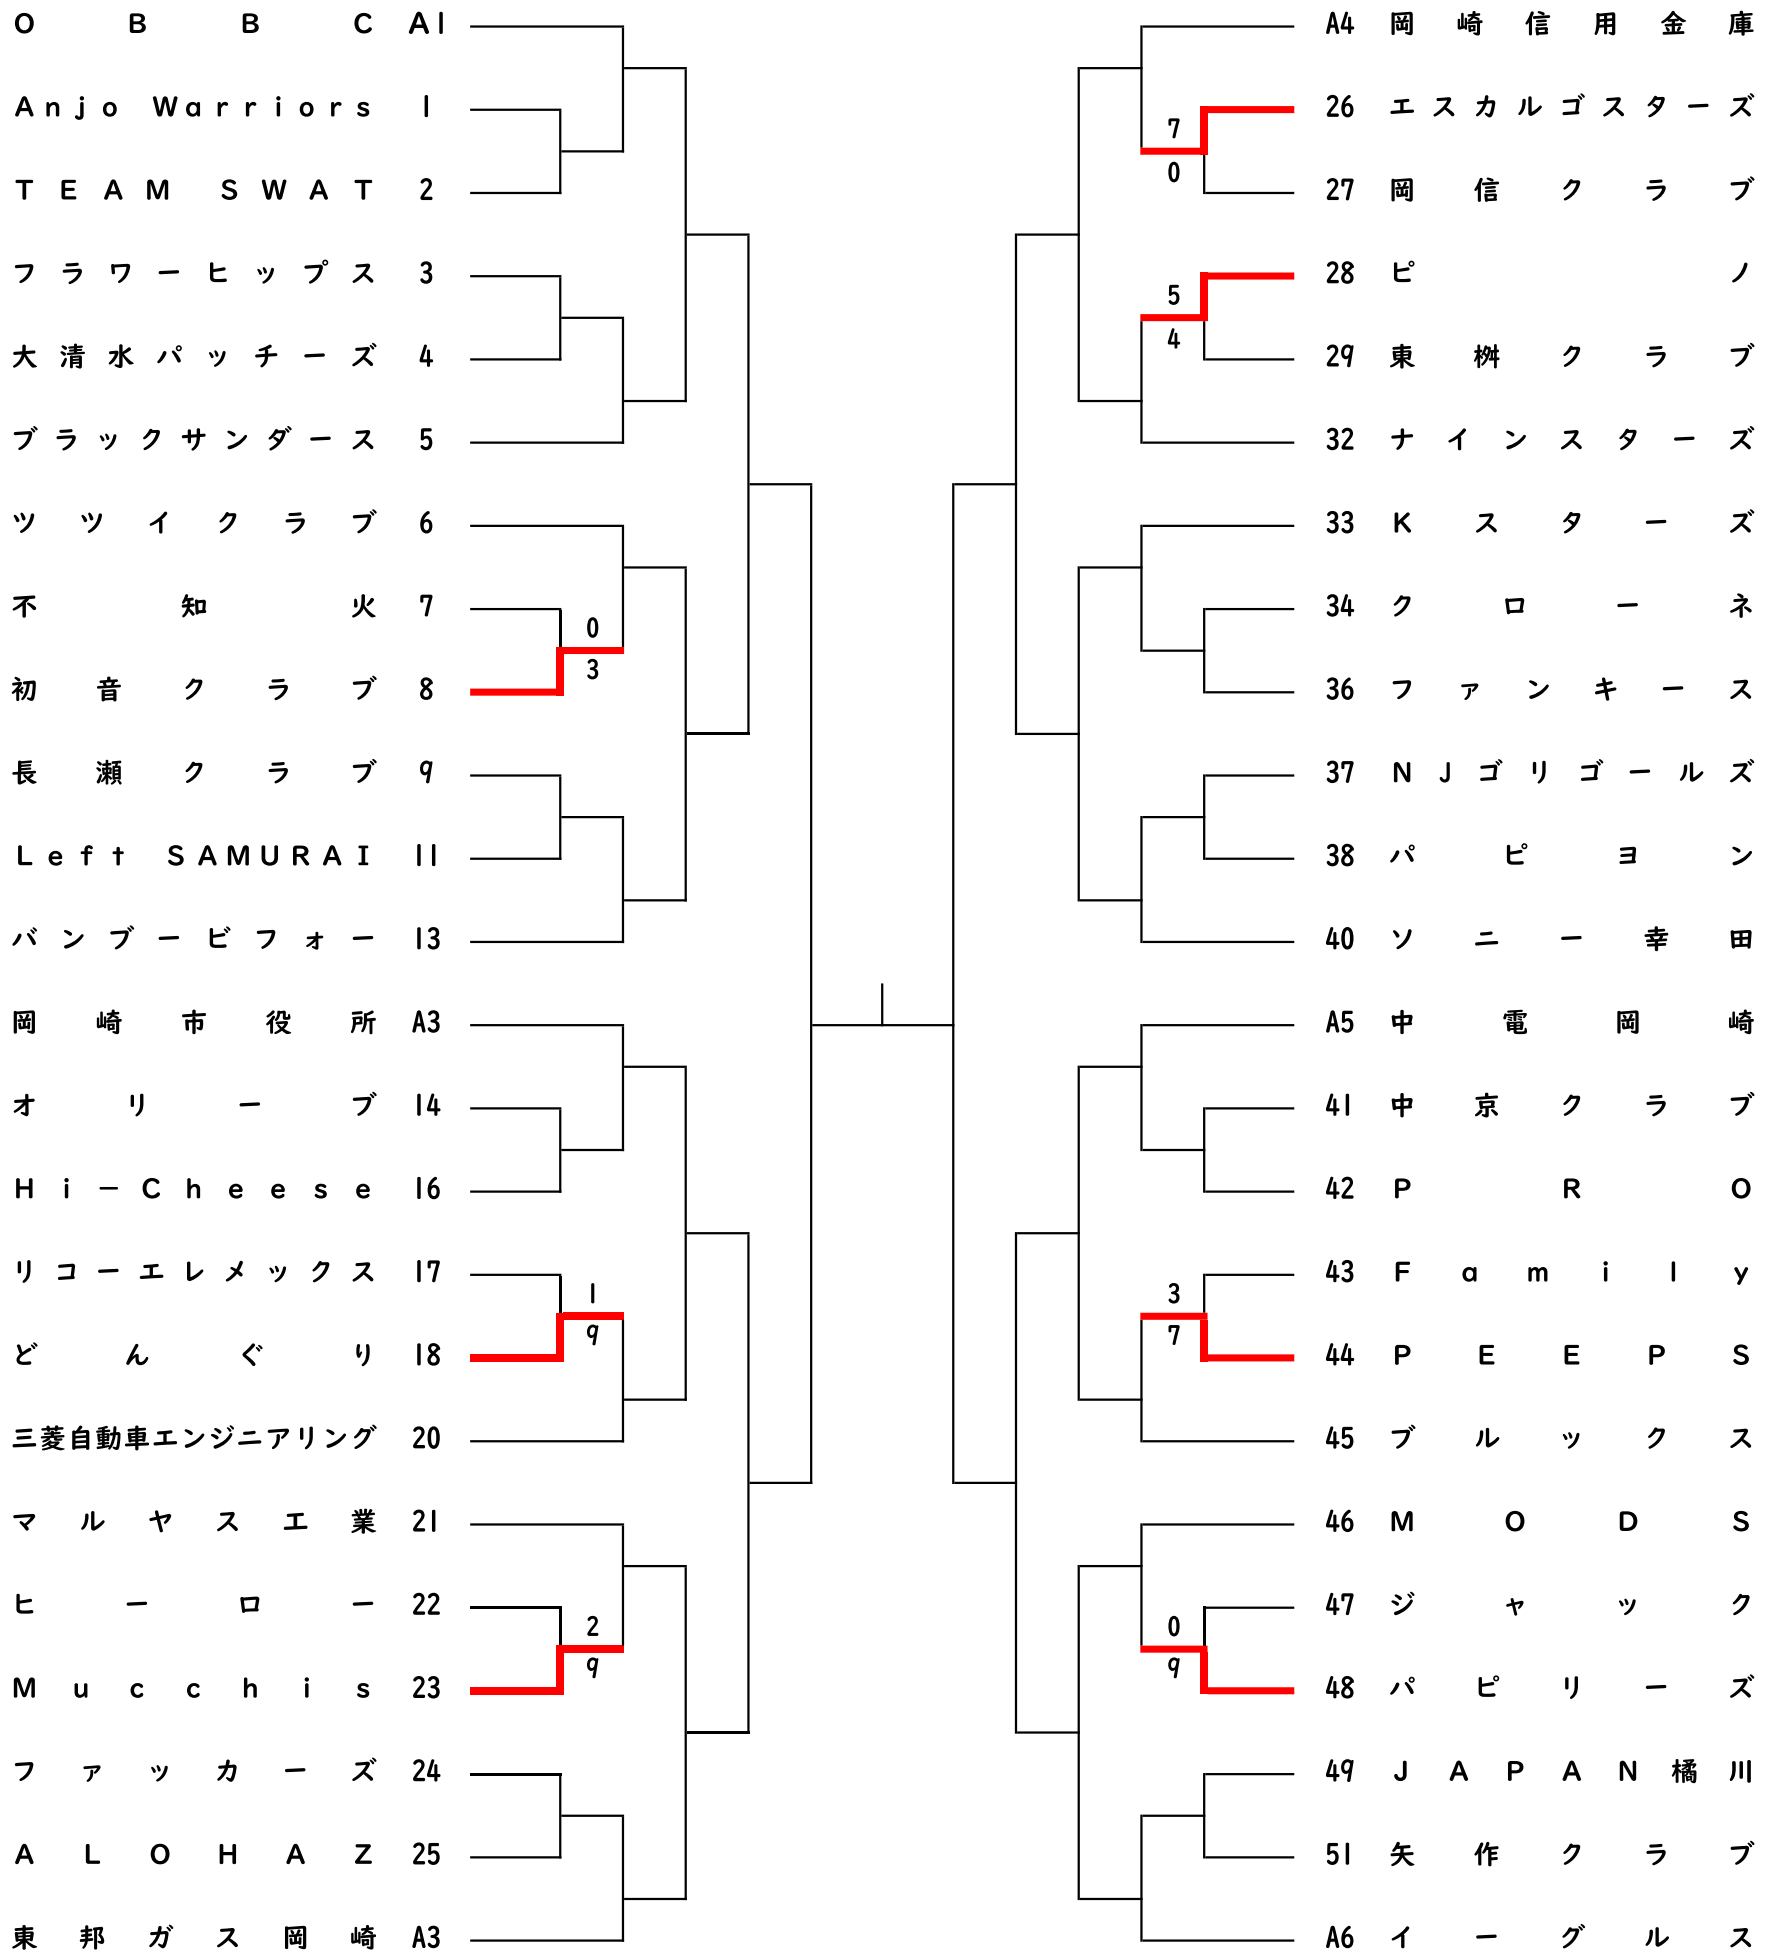 OBBC A1
Anjo Warriors 1
TEAM SWAT 2
フラワーヒップス 3
大清水パッチーズ 4
ブラックサンダース 5
ツツイクラブ 6
不知火 7
0
3
初音クラブ 8
長瀬クラブ 9
Left SAMURAI 11
バンブービフォー 13
岡崎市役所 A3
オリーブ 14
Hi-Cheese 16
リコーエレメックス 17
1
9
どんぐり 18
三菱自動車エンジニアリング 20
マルヤス工業 21
ヒーロー 22
2
9
Mucchis 23
ファッカーズ 24
ALOHAZ 25
東邦ガス岡崎 A3
A4 岡崎信用金庫
26 エスカルゴスターズ
7
0
27 岡信クラブ
28 ピノ
5
4
29 東桝クラブ
32 ナインスターズ
33 Kスターズ
34 クローネ
36 ファンキース
37 NJゴリゴールズ
38 パピヨン
40 ソニー幸田
A5 中電岡崎
41 中京クラブ
42 PRO
43 Family
3
7
44 PEEPS
45 ブルックス
46 MODS
47 ジャック
0
9
48 パピリーズ
49 JAPAN橘川
51 矢作クラブ
A6 イーグルス